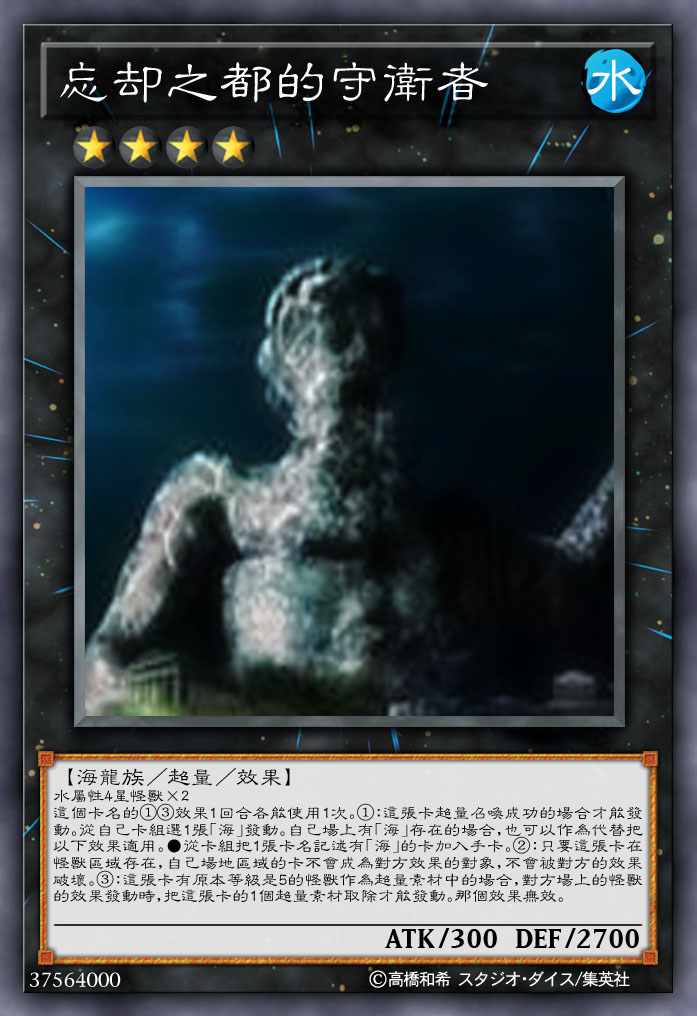 忘却之都的守衛者
水
【海龍族／超量／效果】
水屬性4星怪獸×2
這個卡名的①③效果1回合各能使用1次。①:這張卡超量召喚成功的場合才能發
動。從自己卡組選1張「海」發動。自己場上有「海」存在的場合,也可以作為代替把
以下效果適用。●從卡組把1張卡名記述有「海」的卡加入手卡。②:只要這張卡在
怪獸區域存在,自己場地區域的卡不會成為對方效果的對象,不會被對方的效果
破壞。③:這張卡有原本等級是5的怪獸作為超量素材中的場合,對方場上的怪獸
的效果發動時,把這張卡的1個超量素材取除才能發動。那個效果無效。
ATK/300 DEF/2700
37564000 ©高橋和希 スタジオ・ダイス/集英社